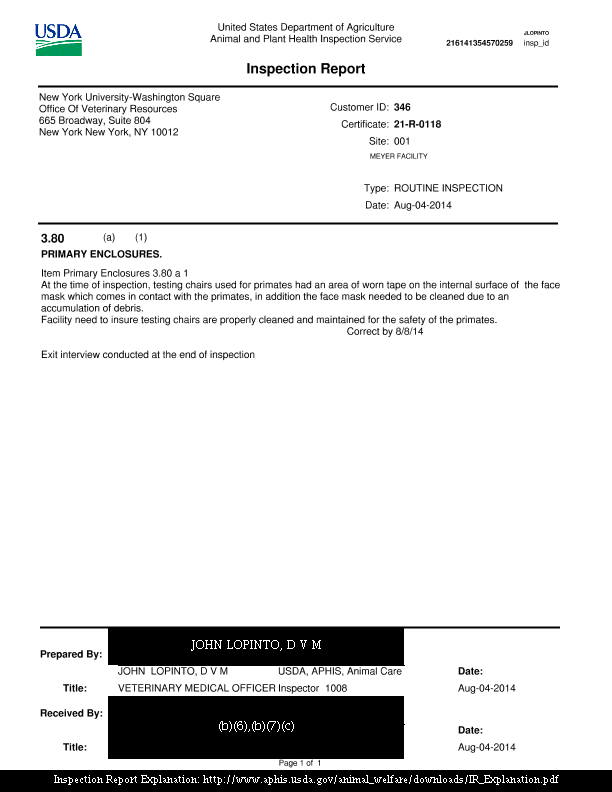 USDA
United States Department of Agriculture
Animal and Plant Health Inspection Service
JLOPINTO
216141354570259 insp_id
Inspection Report
New York University-Washington Square
Office Of Veterinary Resources
665 Broadway, Suite 804
New York New York, NY 10012
Customer ID: 346
Certificate: 21-R-0118
Site: 001
MEYER FACILITY
Type: ROUTINE INSPECTION
Date: Aug-04-2014
3.80 (a) (1)
PRIMARY ENCLOSURES.
Item Primary Enclosures 3.80 a 1
At the time of inspection, testing chairs used for primates had an area of worn tape on the internal surface of the face
mask which comes in contact with the primates, in addition the face mask needed to be cleaned due to an
accumulation of debris.
Facility need to insure testing chairs are properly cleaned and maintained for the safety of the primates.
Correct by 8/8/14
Exit interview conducted at the end of inspection
JOHN LOPINTO, D V M
Prepared By:
JOHN LOPINTO, D V M USDA, APHIS, Animal Care Date:
Title: VETERINARY MEDICAL OFFICER Inspector 1008 Aug-04-2014
Received By:
(b)(6),(b)(7)(c)
Date:
Title: Aug-04-2014
Page 1 of 1
Inspection Report Explanation: http://www.aphis.usda.gov/animal_welfare/downloads/IR_Explanation.pdf